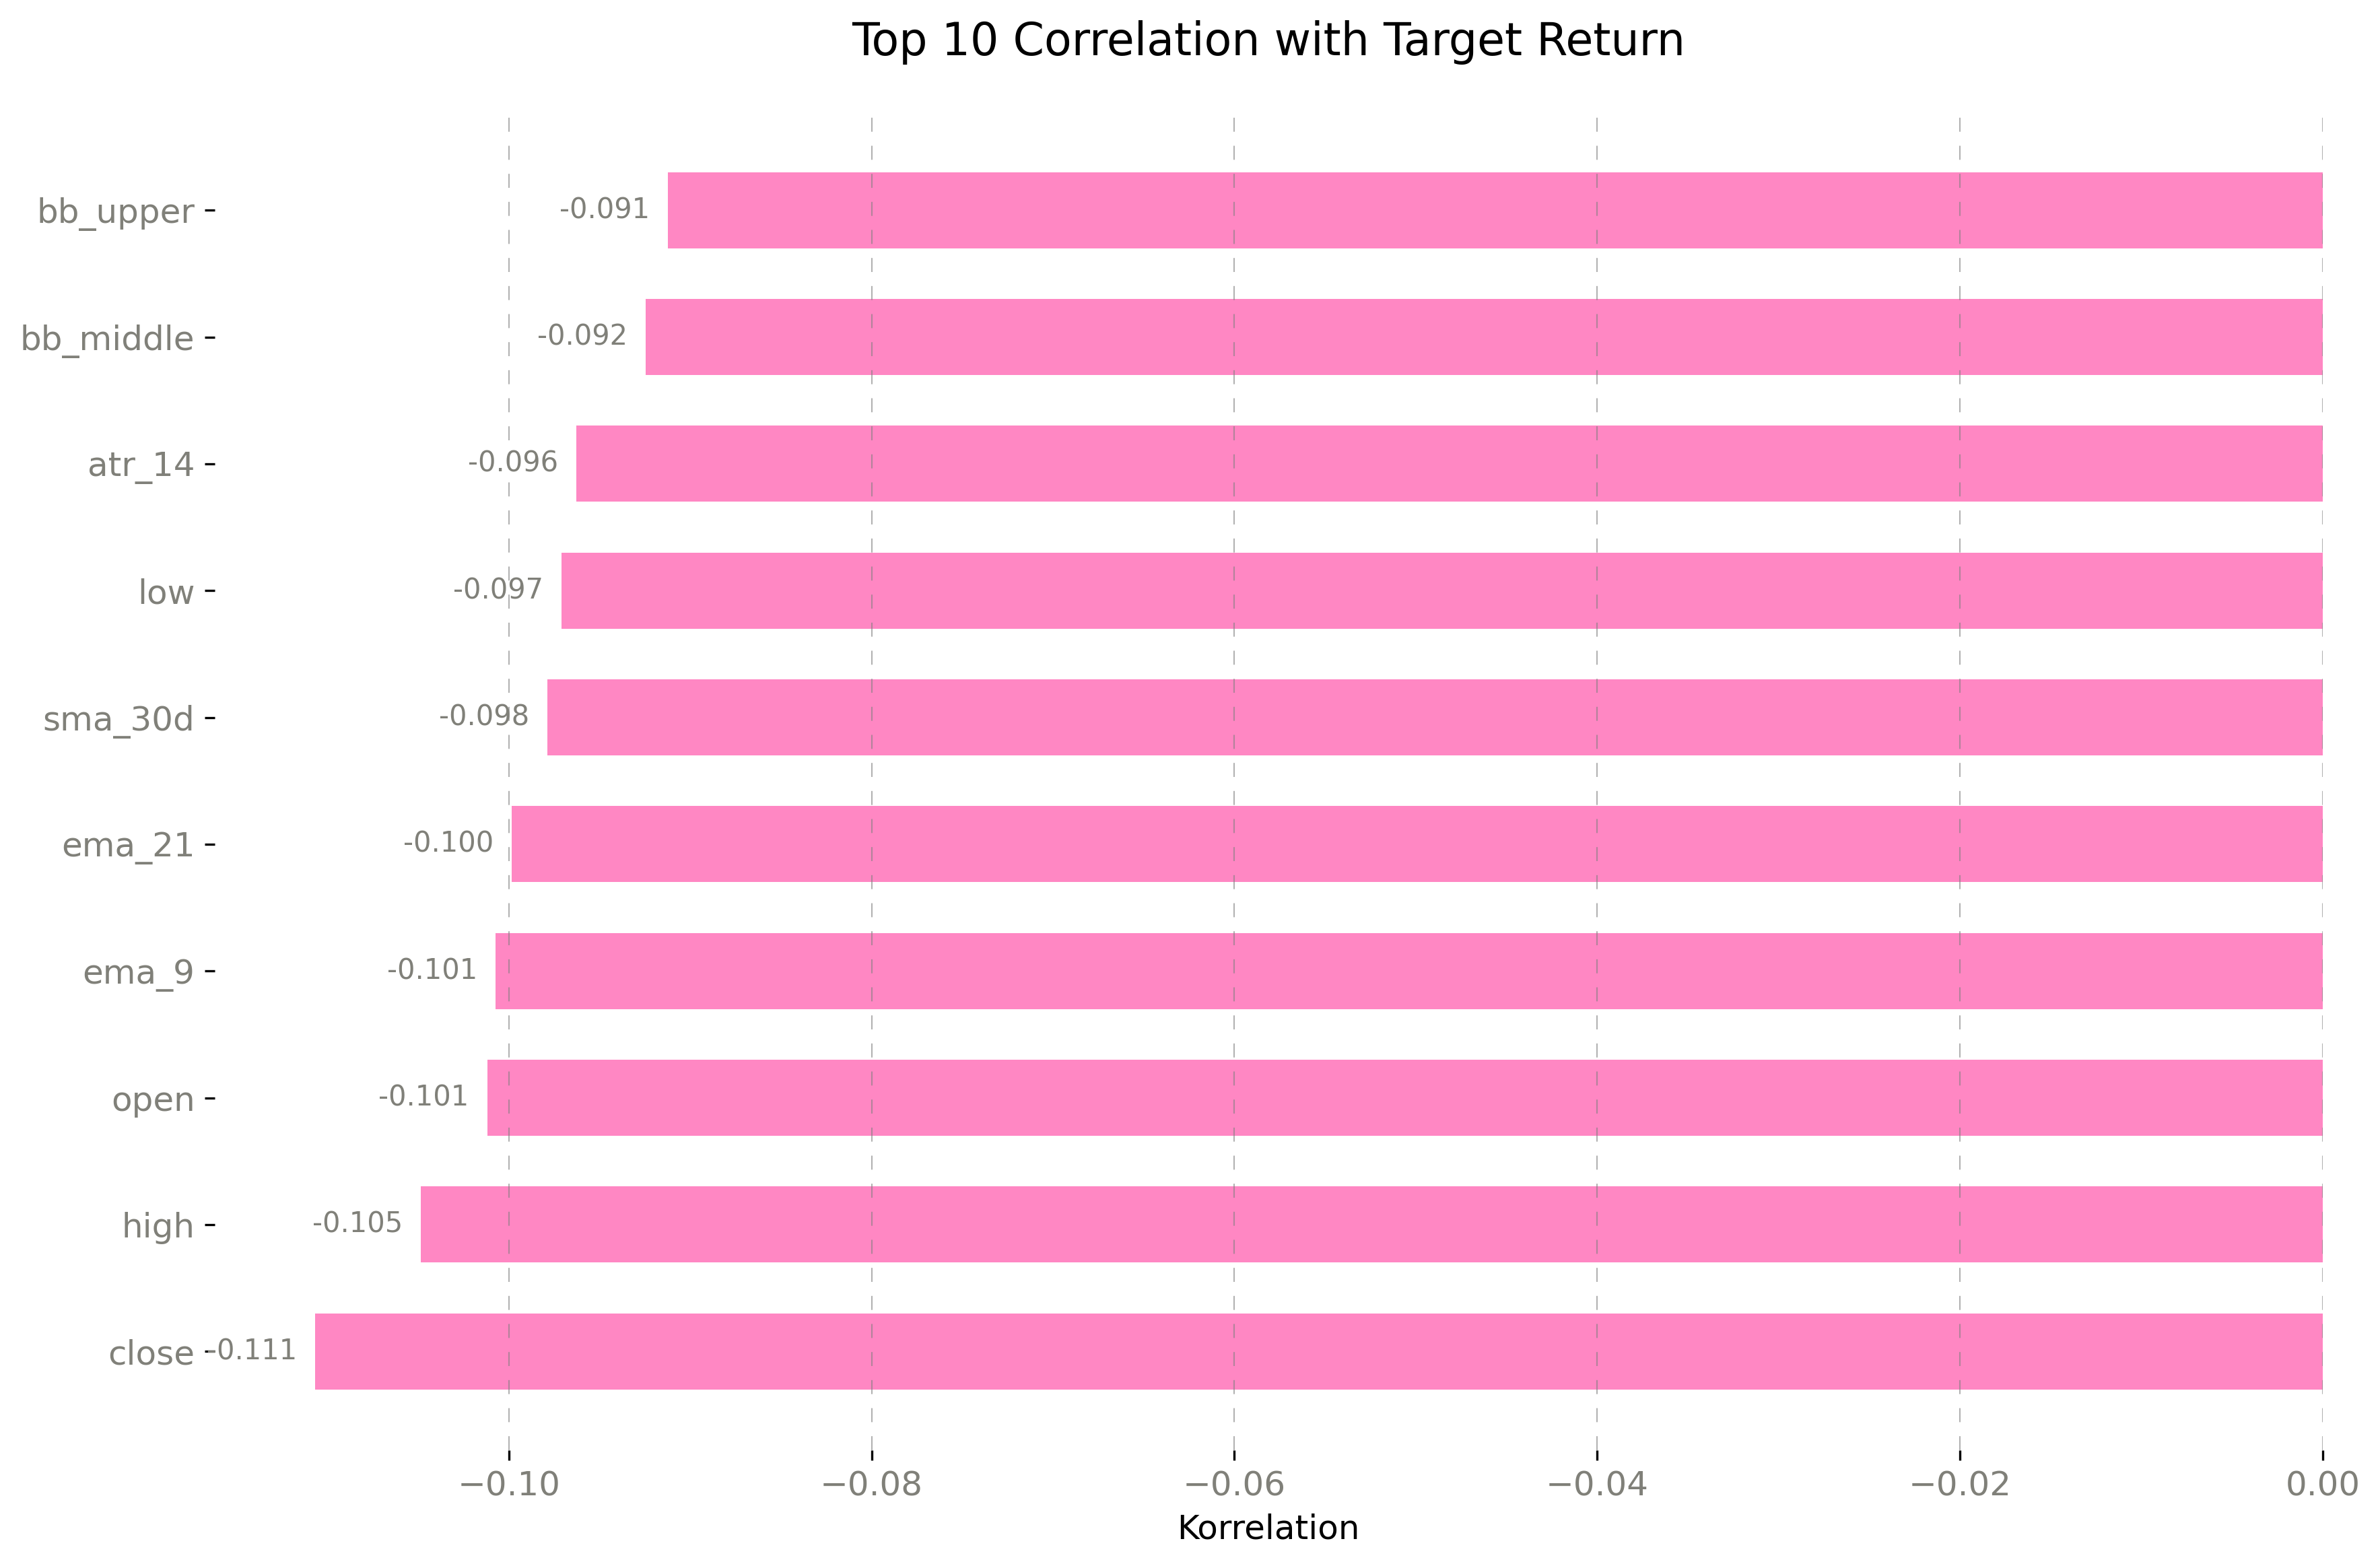 Top 10 Correlation with Target Return
bb_upper -0.091
bb_middle -0.092
atr_14 -0.096
low -0.097
sma_30d -0.098
ema_21 -0.100
ema_9 -0.101
open -0.101
high -0.105
close -0.111
−0.10 −0.08 −0.06 −0.04 −0.02 0.00
Korrelation